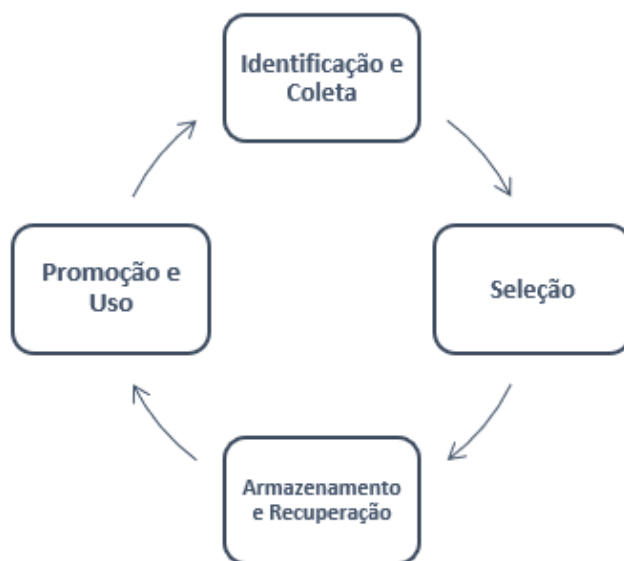 Identificação e
Coleta
Seleção
Armazenamento
e Recuperação
Promoção e
Uso